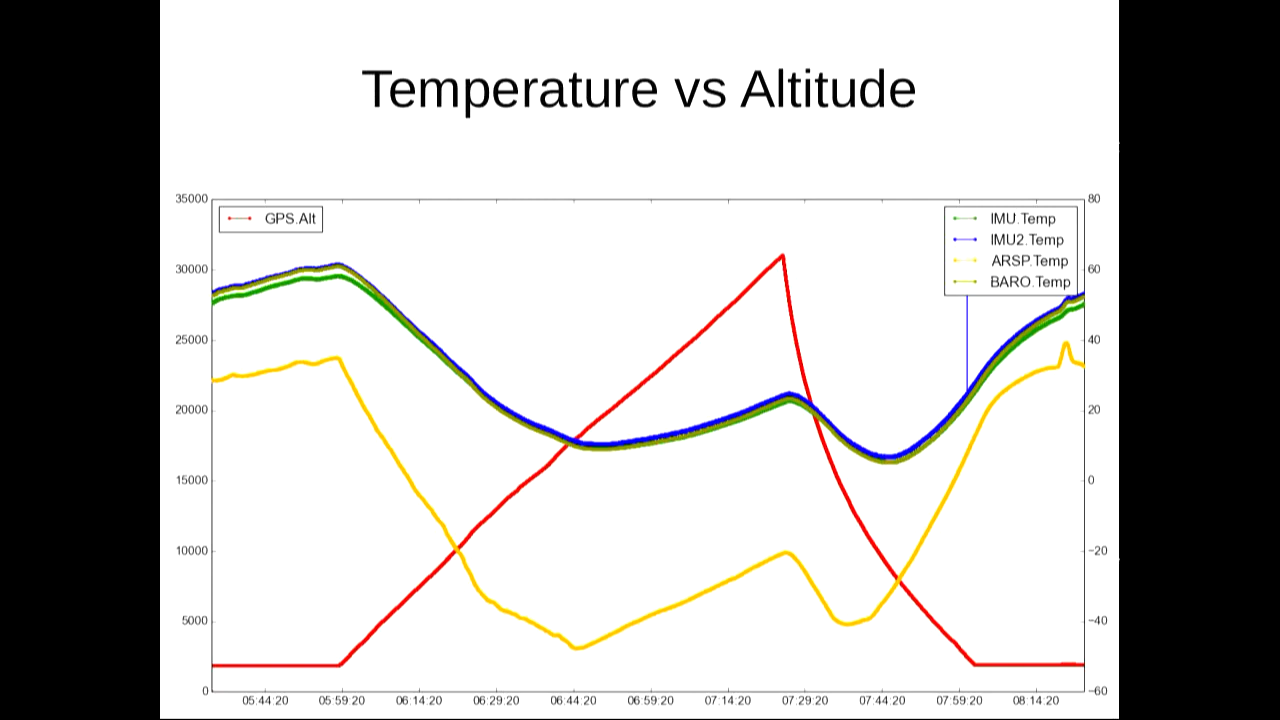 Temperature vs Altitude
35000
30000
25000
20000
15000
10000
5000
0
GPS.Alt
IMU.Temp
IMU2.Temp
ARSP.Temp
BARO.Temp
80
60
40
20
0
−20
−40
−60
05:44:20 05:59:20 06:14:20 06:29:20 06:44:20 06:59:20 07:14:20 07:29:20 07:44:20 07:59:20 08:14:20